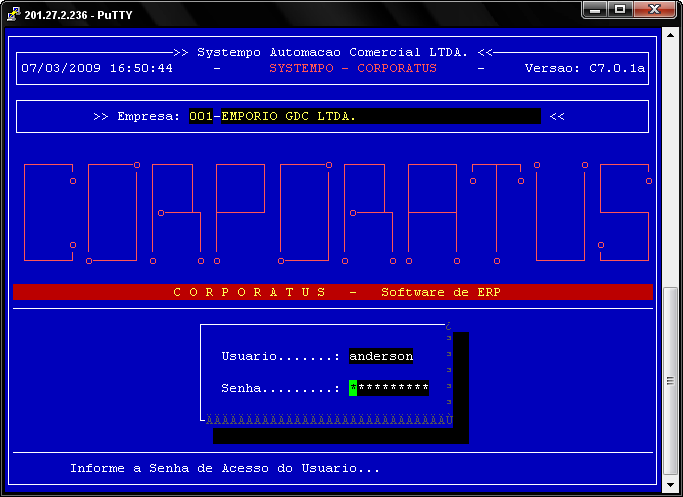 201.27.2.236 - PuTTY
>> Systempo Automacao Comercial LTDA. <<
07/03/2009 16:50:44 - SYSTEMPO - CORPORATUS - Versao: C7.0.1a
>> Empresa: 001-EMPORIO GDC LTDA. <<
CORPORATUS
C O R P O R A T U S - Software de ERP
Usuario.......: anderson
Senha.........: **********
Informe a Senha de Acesso do Usuario...